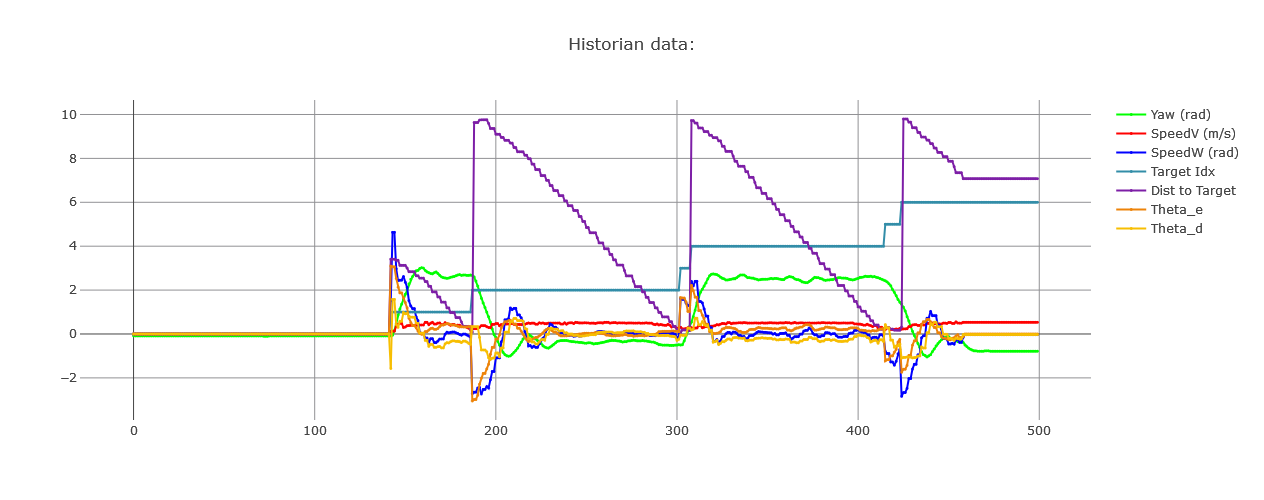 Historian data:
10
8
6
4
2
0
−2
0
100
200
300
400
500
Yaw (rad)
SpeedV (m/s)
SpeedW (rad)
Target Idx
Dist to Target
Theta_e
Theta_d